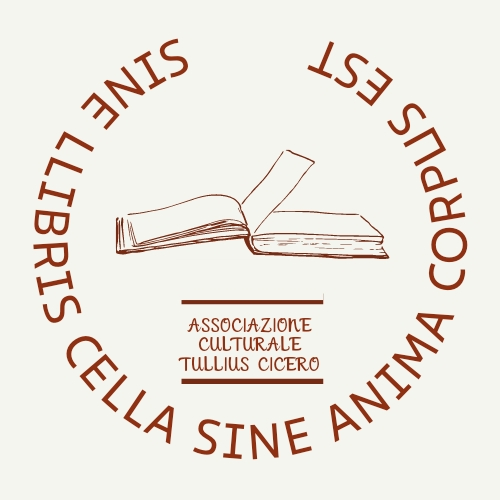 SINE LLIBRIS CELLA SINE ANIMA CORPUS EST
ASSOCIAZIONE
CULTURALE
TULLIUS CICERO